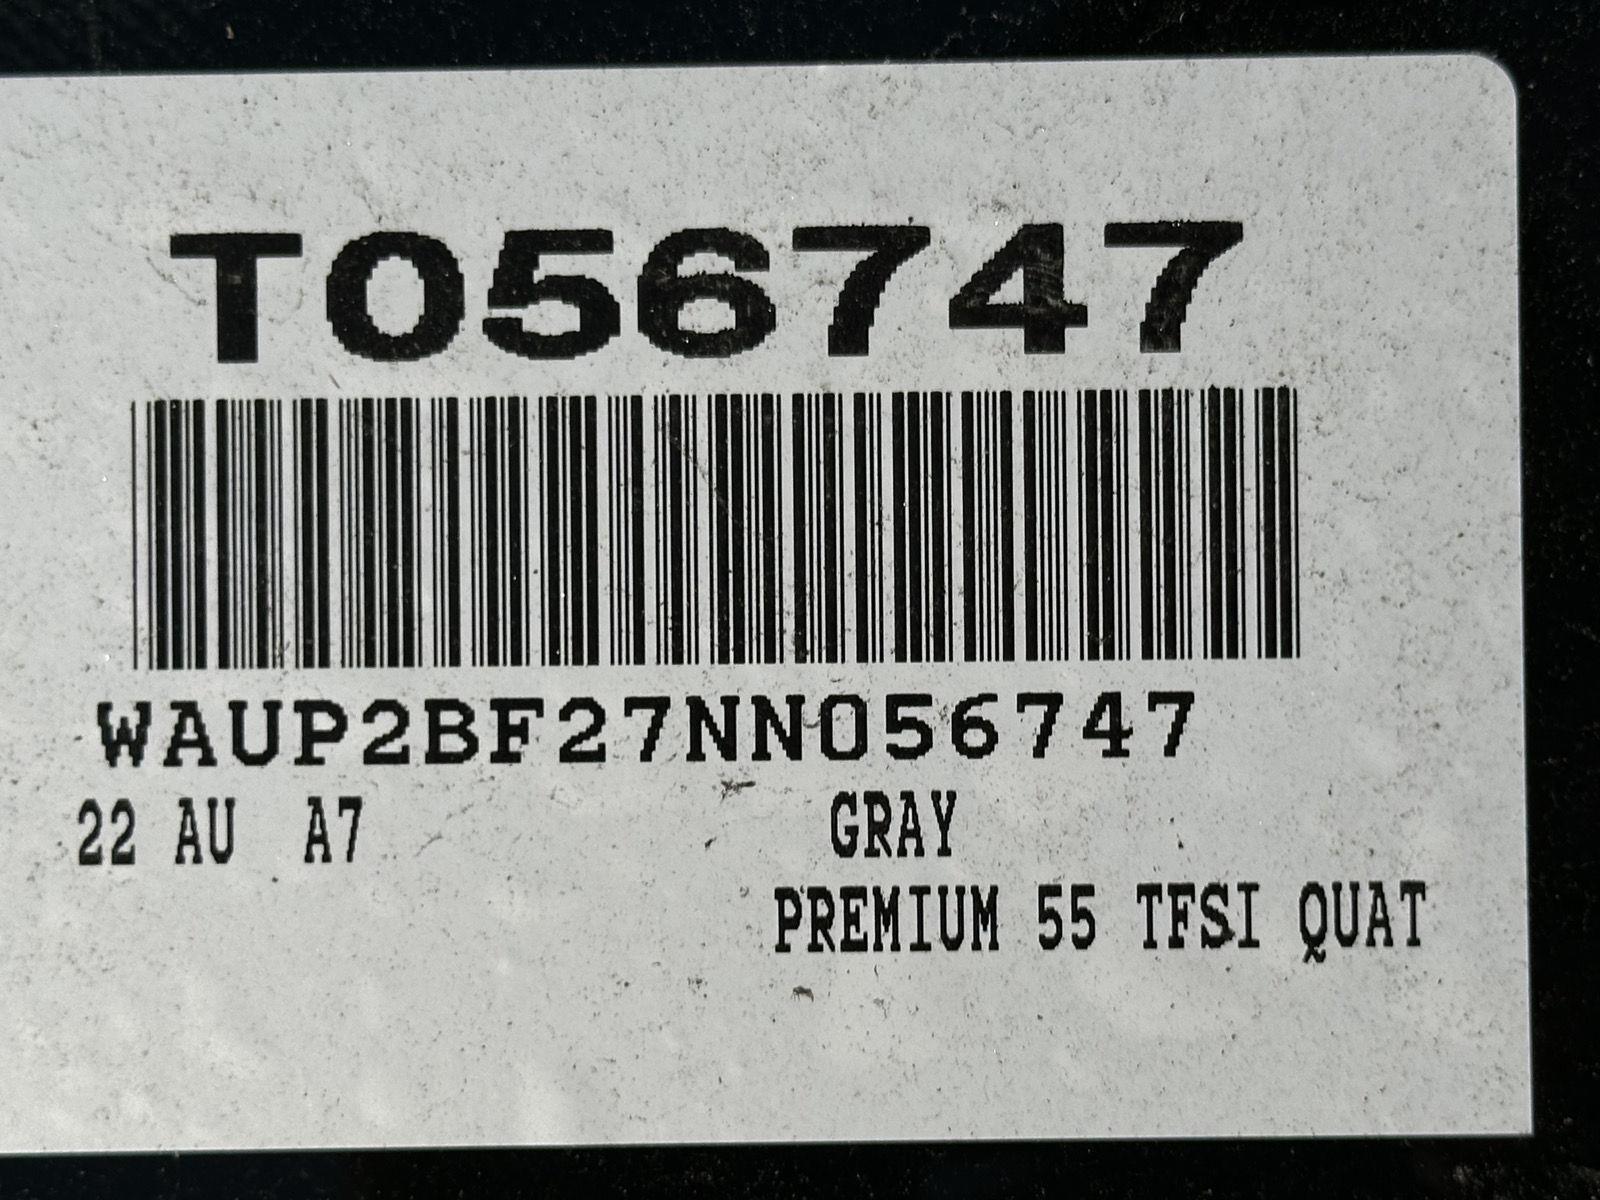 T056747
WAUP2BF27NN056747
22 AU A7 GRAY
PREMIUM 55 TFSI QUAT